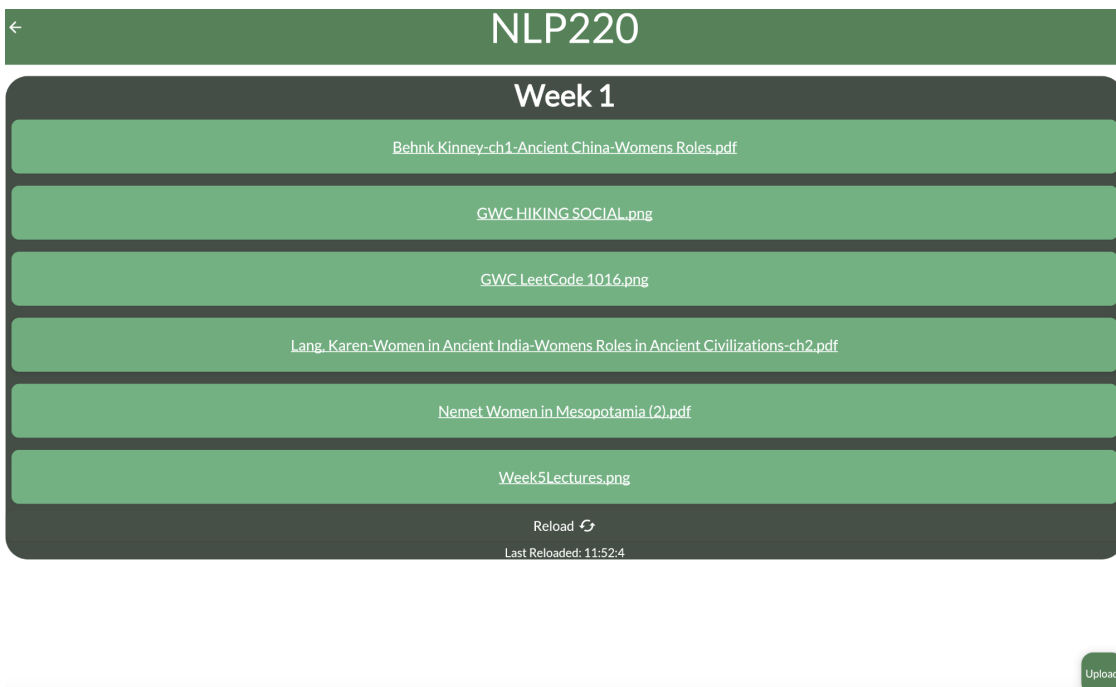 NLP220
Week 1
Behnk Kinney-ch1-Ancient China-Womens Roles.pdf
GWC HIKING SOCIAL.png
GWC LeetCode 1016.png
Lang, Karen-Women in Ancient India-Womens Roles in Ancient Civilizations-ch2.pdf
Nemet Women in Mesopotamia (2).pdf
Week5Lectures.png
Reload
Last Reloaded: 11:52:4
Upload